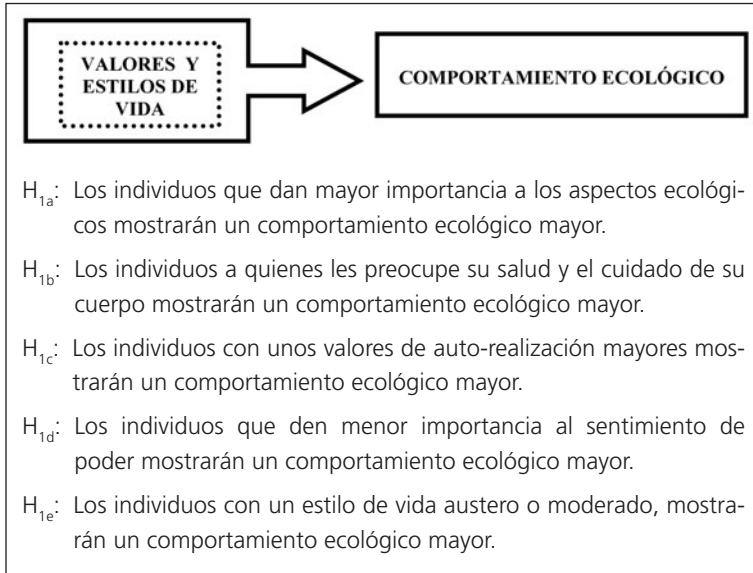 VALORES Y
ESTILOS DE
VIDA
COMPORTAMIENTO ECOLÓGICO
H1a: Los individuos que dan mayor importancia a los aspectos ecológi-
cos mostrarán un comportamiento ecológico mayor.
H1b: Los individuos a quienes les preocupe su salud y el cuidado de su
cuerpo mostrarán un comportamiento ecológico mayor.
H1c: Los individuos con unos valores de auto-realización mayores mos-
trarán un comportamiento ecológico mayor.
H1d: Los individuos que den menor importancia al sentimiento de
poder mostrarán un comportamiento ecológico mayor.
H1e: Los individuos con un estilo de vida austero o moderado, mostra-
rán un comportamiento ecológico mayor.